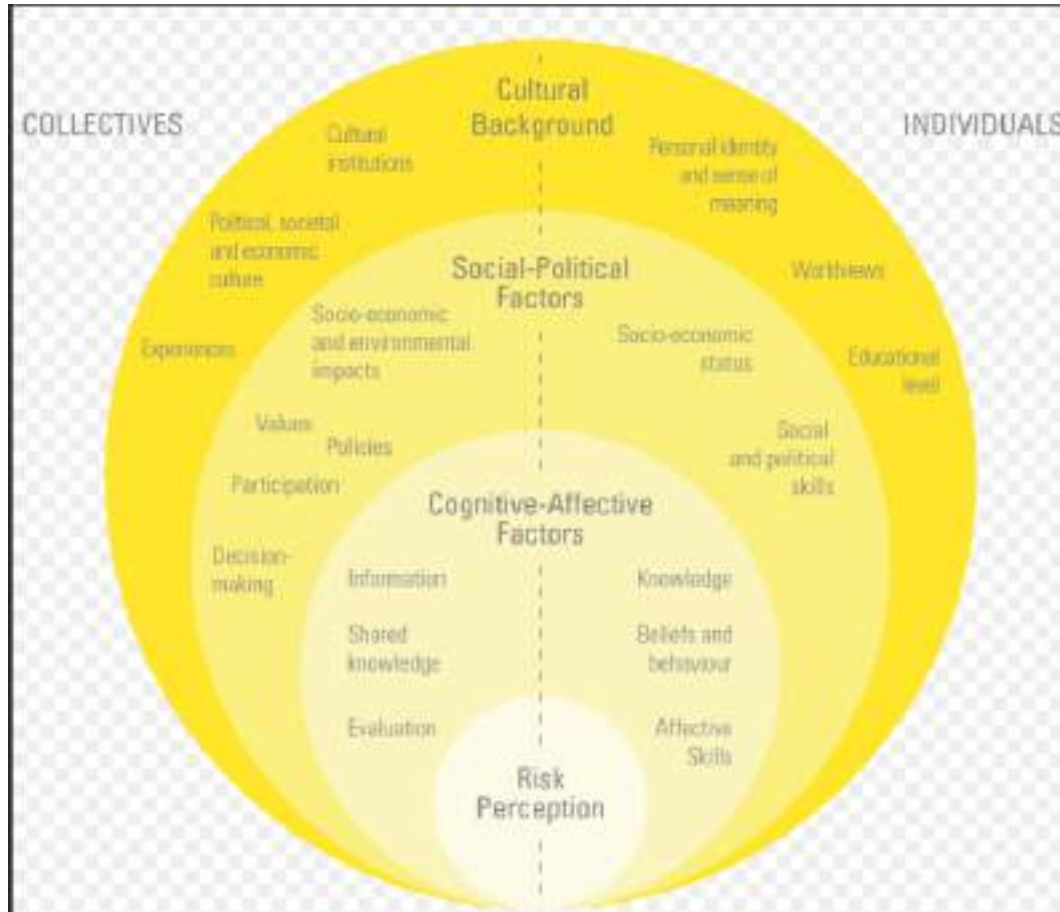 Cultural
Background
COLLECTIVES
INDIVIDUALS
Cultural
institutions
Personal identity
and sense of
meaning
Political, societal
and economic
culture
Worldviews
Experiences
Educational
level
Social-Political
Factors
Socio-economic
and environmental
impacts
Socio-economic
status
Values
Policies
Participation
Social
and political
skills
Decision-
making
Cognitive-Affective
Factors
Information
Knowledge
Shared
knowledge
Beliefs and
behaviour
Evaluation
Affective
Skills
Risk
Perception